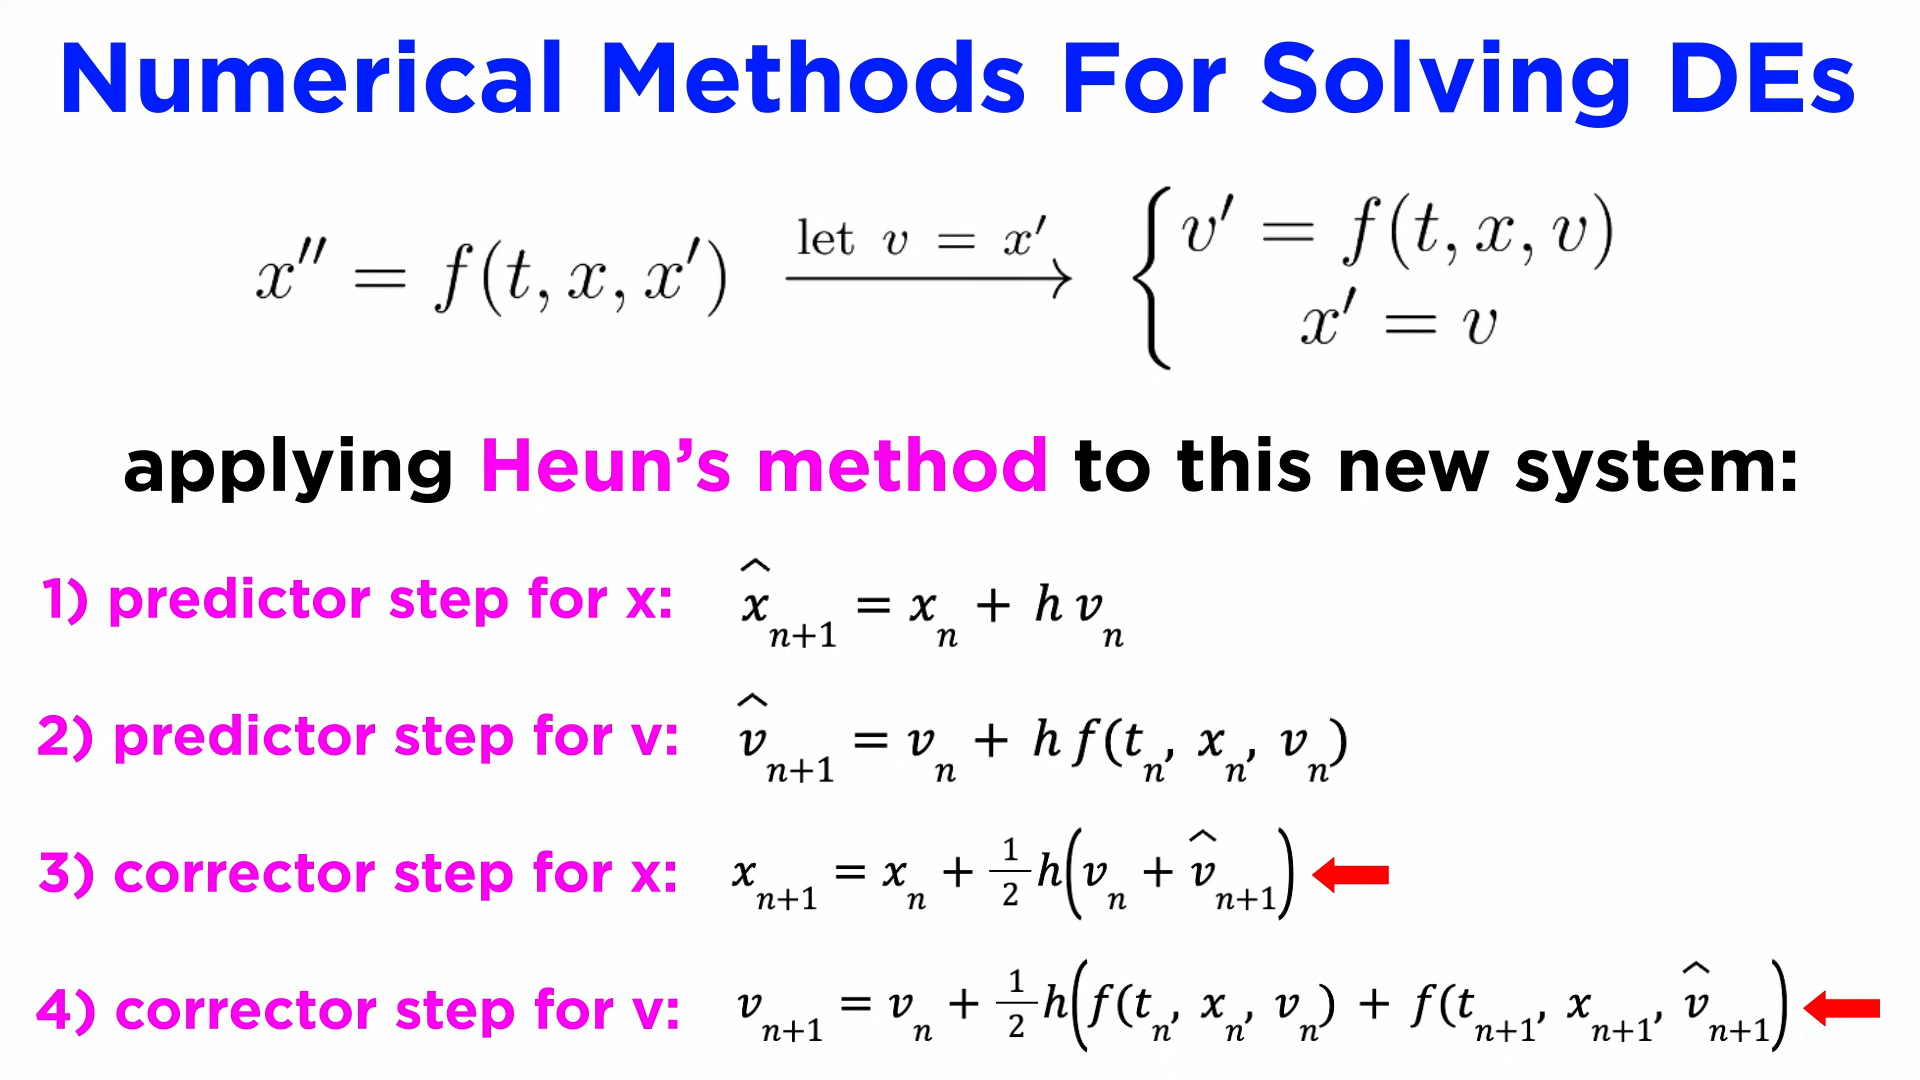 Numerical Methods For Solving DEs
x′′ = f(t, x, x′) let v = x′ { v′ = f(t, x, v)
x′ = v
applying Heun’s method to this new system:
1) predictor step for x: x̂ₙ₊₁ = xₙ + h vₙ
2) predictor step for v: v̂ₙ₊₁ = vₙ + h f(tₙ, xₙ, vₙ)
3) corrector step for x: xₙ₊₁ = xₙ + ½h(vₙ + v̂ₙ₊₁)
4) corrector step for v: vₙ₊₁ = vₙ + ½h(f(tₙ, xₙ, vₙ) + f(tₙ₊₁, xₙ₊₁, v̂ₙ₊₁)